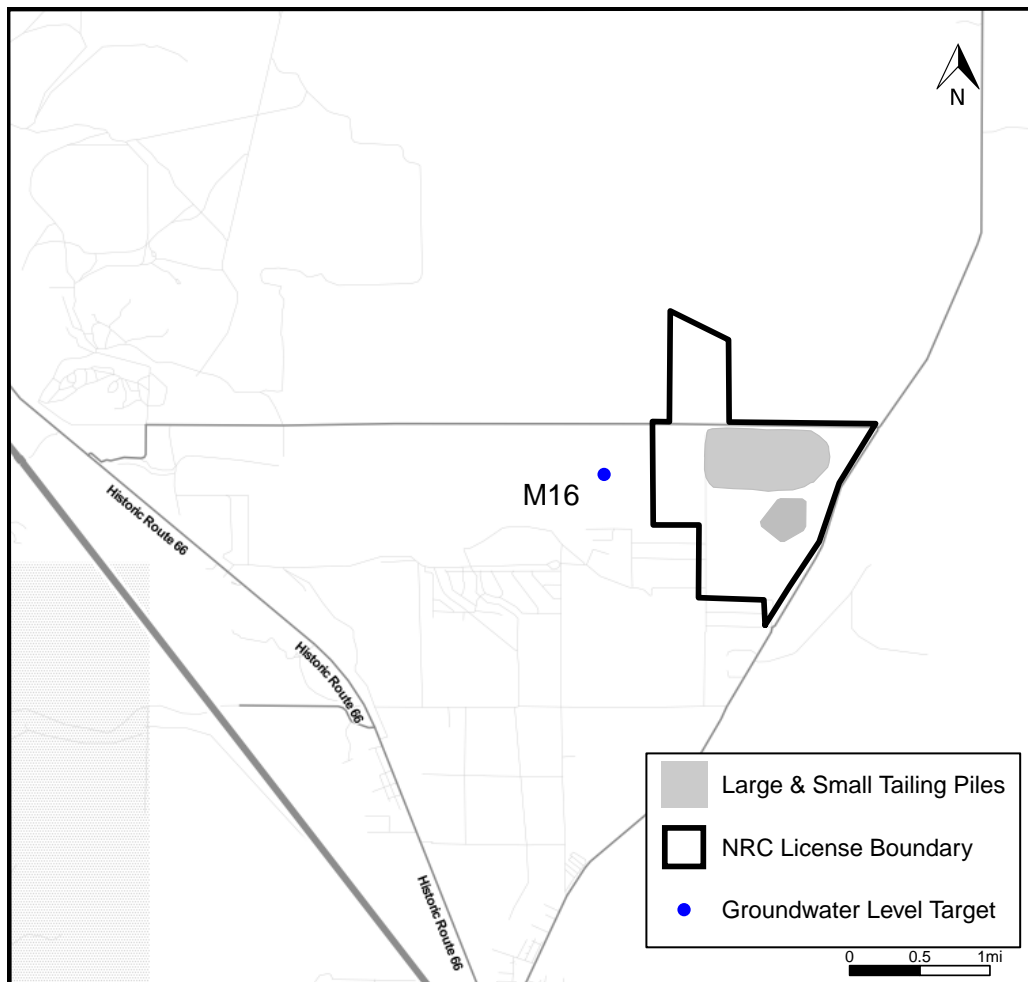 N
M16
Historic Route 66
Historic Route 66
Historic Route 66
Large & Small Tailing Piles
NRC License Boundary
Groundwater Level Target
0 0.5 1mi